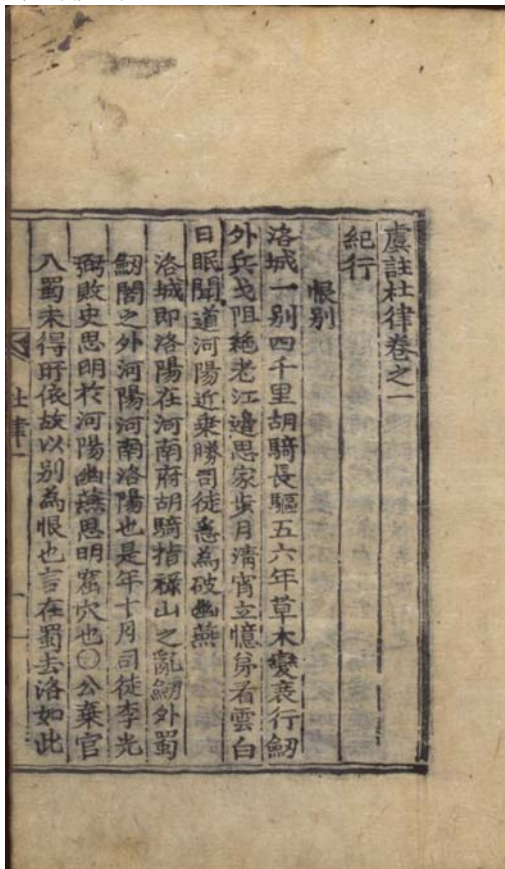 虞註杜律卷之一
紀行
恨別
洛城一別四千里胡騎長驅五六年草木變衰行劒
外兵戈阻絶老江邊思家步月淸宵立憶弟看雲白
日眠聞道河陽近乘勝司徒急爲破幽燕
洛城即洛陽在河南府胡騎指祿山之亂劒外蜀
劒閣之外河陽河南洛陽也是年十月司徒李光
弼敗史思明於河陽幽燕思明窟穴也○公棄官
入蜀未得所依故以别為恨也言在蜀去洛如此
杜律一
一